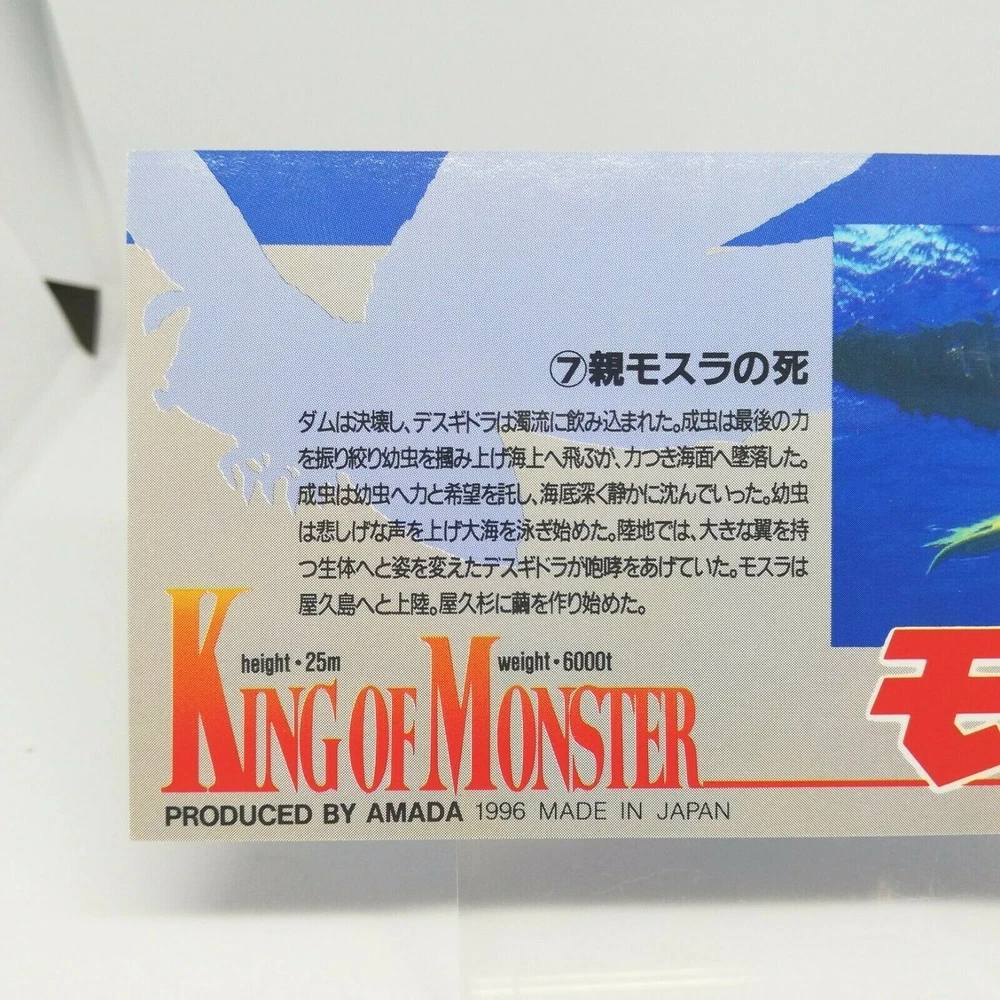 ⑦親モスラの死
ダムは決壊し、デスギドラは濁流に飲み込まれた。成虫は最後の力
を振り絞り幼虫を摑み上げ海上へ飛ぶが、力つき海面へ墜落した。
成虫は幼虫へ力と希望を託し、海底深く静かに沈んでいった。幼虫
は悲しげな声を上げ大海を泳ぎ始めた。陸地では、大きな翼を持
つ生体へと姿を変えたデスギドラが咆哮をあげていた。モスラは
屋久島へと上陸。屋久杉に繭を作り始めた。
height・25m weight・6000t
KING OF MONSTER
モ
PRODUCED BY AMADA 1996 MADE IN JAPAN